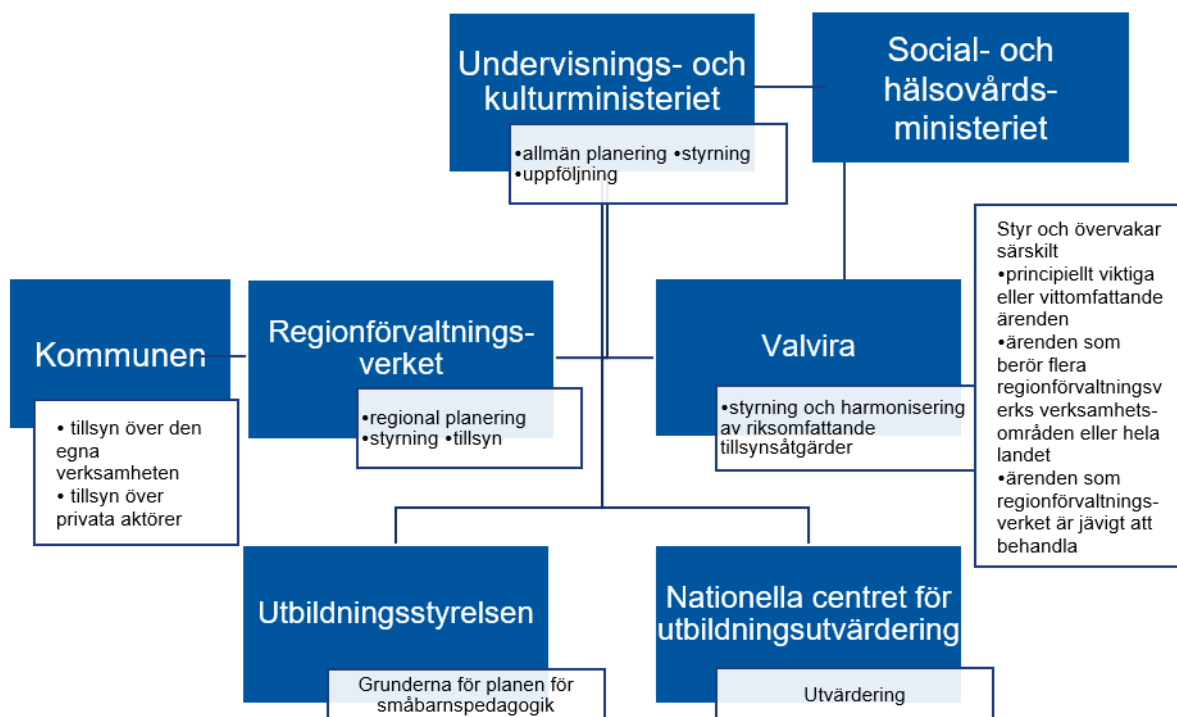 Undervisnings- och
kulturministeriet
•allmän planering •styrning
•uppföljning
Social- och
hälsovårds-
ministeriet
Kommunen
• tillsyn över den
egna
verksamheten
• tillsyn över
privata aktörer
Regionförvaltnings-
verket
•regional planering
•styrning •tillsyn
Valvira
•styrning och harmonisering
av riksomfattande
tillsynsåtgärder
Styr och övervakar
särskilt
•principiellt viktiga
eller vittomfattande
ärenden
•ärenden som
berör flera
regionförvaltningsv
erks verksamhets-
områden eller hela
landet
•ärenden som
regionförvaltnings-
verket är jävigt att
behandla
Utbildningsstyrelsen
Grunderna för planen för
småbarnspedagogik
Nationella centret för
utbildningsutvärdering
Utvärdering